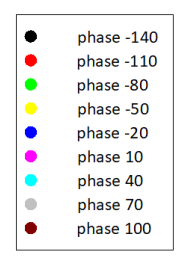 phase -140
phase -110
phase -80
phase -50
phase -20
phase 10
phase 40
phase 70
phase 100